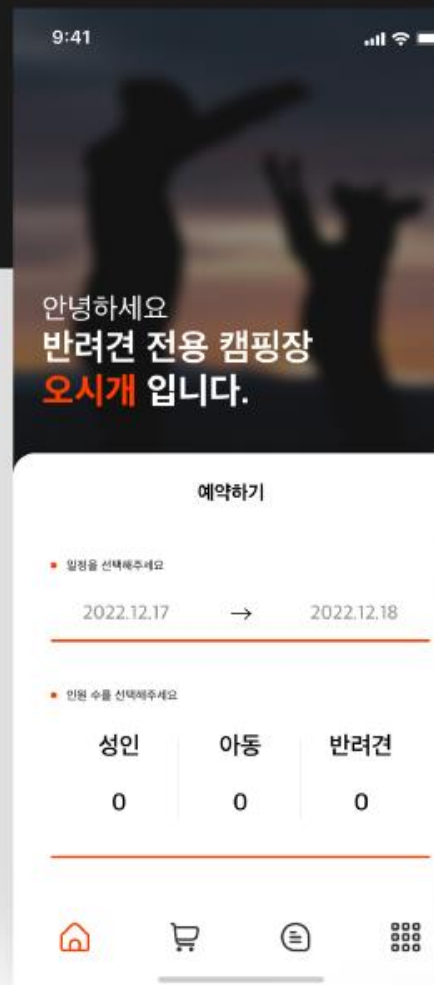 9:41
안녕하세요
반려견 전용 캠핑장
오시개 입니다.
예약하기
일정을 선택해주세요
2022.12.17 → 2022.12.18
인원 수를 선택해주세요
성인 아동 반려견
0 0 0